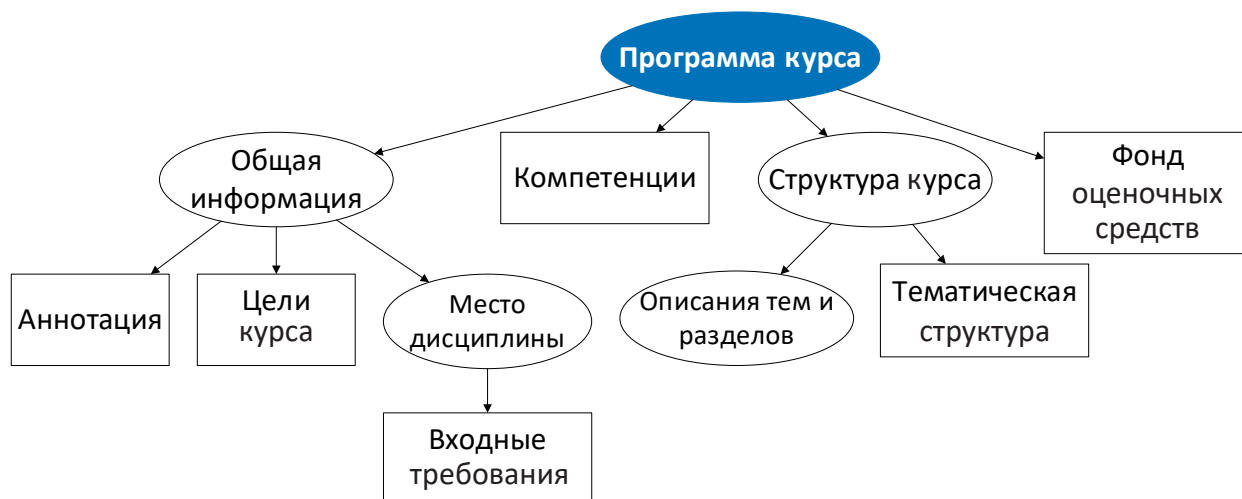 Программа курса
Общая
информация
Компетенции
Структура курса
Фонд
оценочных
средств
Аннотация
Цели
курса
Место
дисциплины
Описания тем и
разделов
Тематическая
структура
Входные
требования